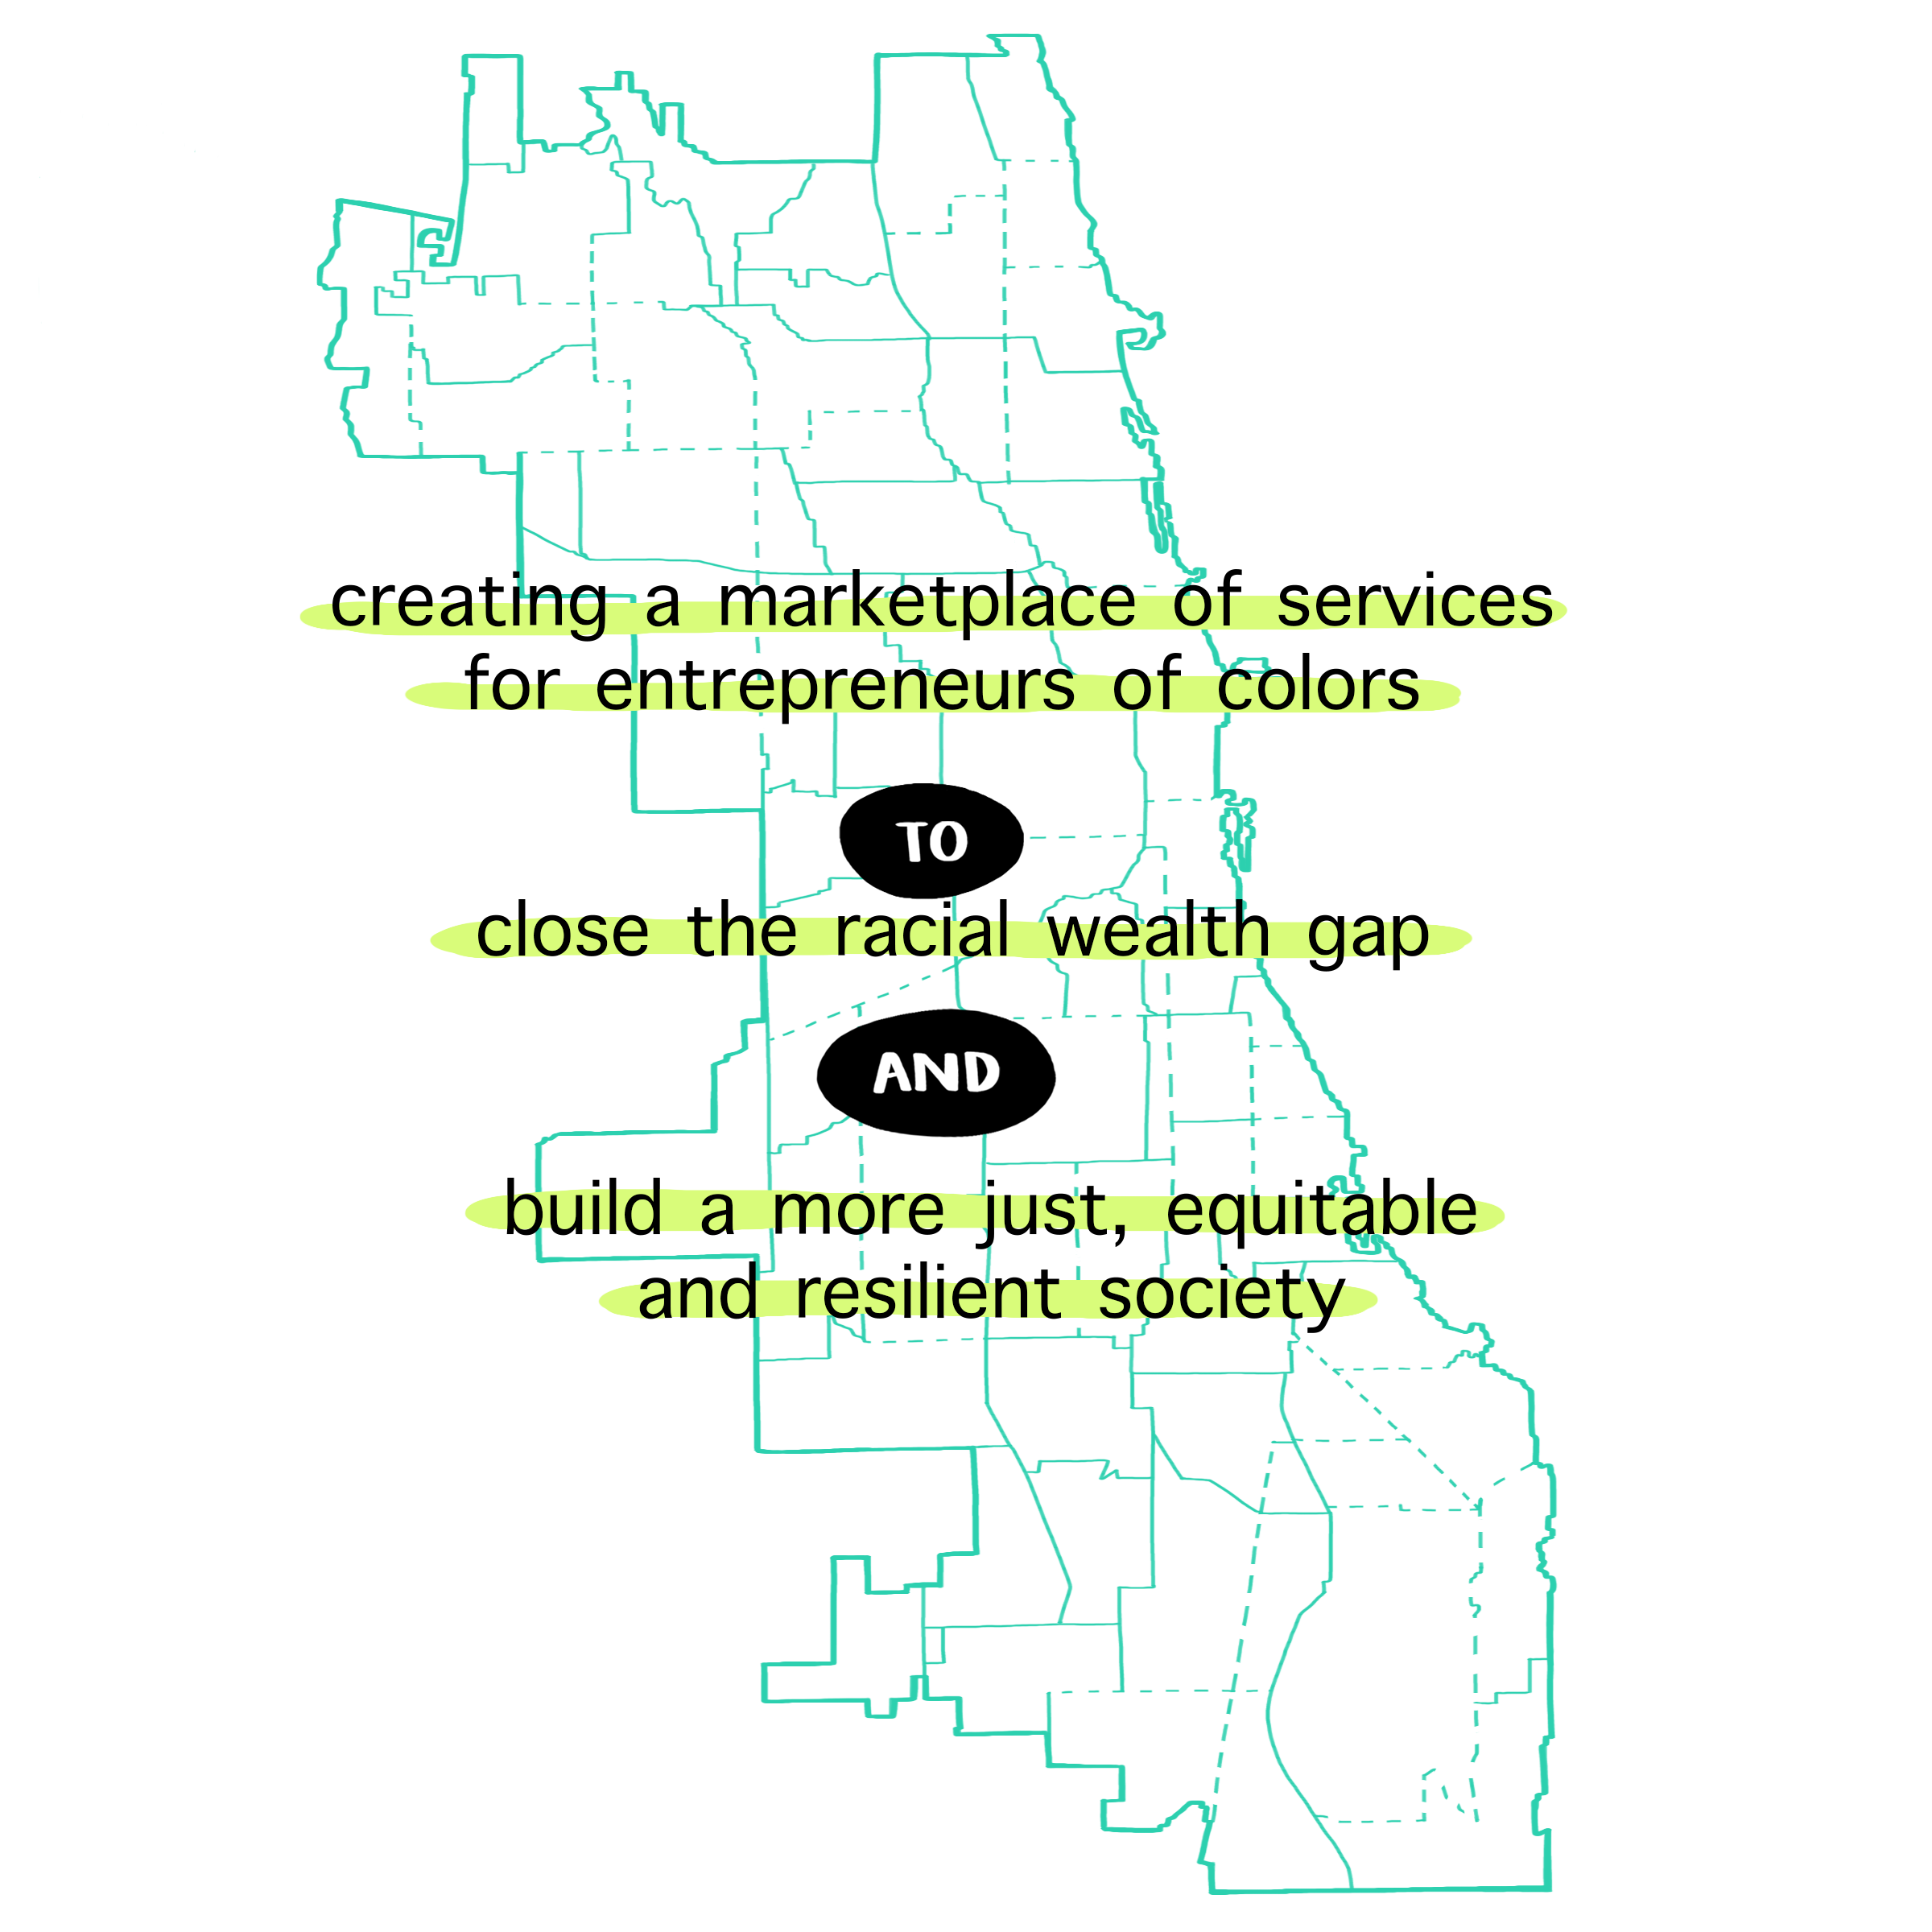 creating a marketplace of services
for entrepreneurs of colors
TO
close the racial wealth gap
AND
build a more just, equitable
and resilient society